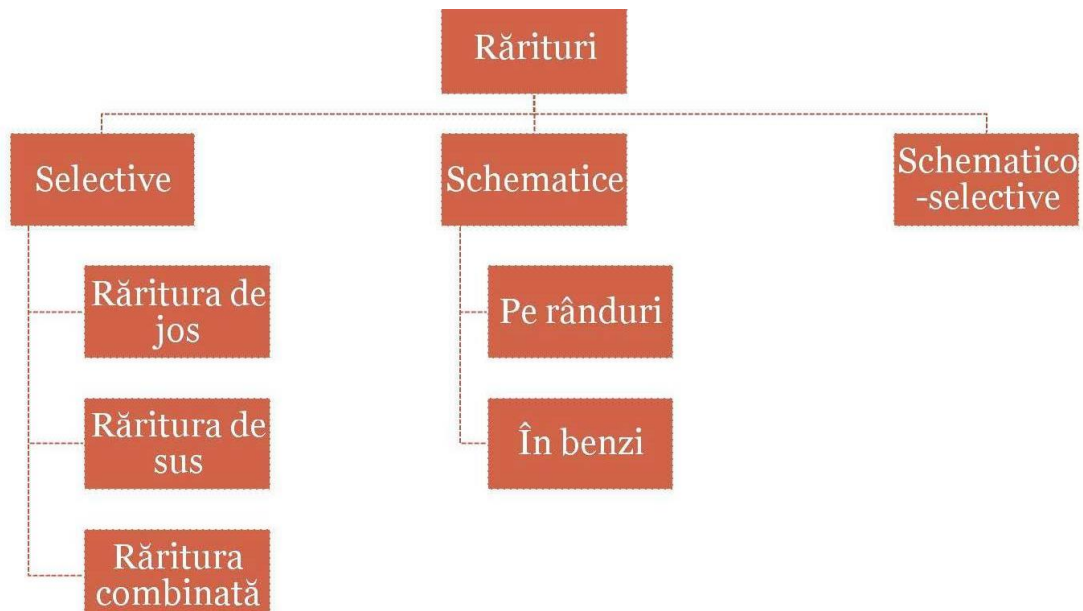 Rărituri
Selective
Schematice
Schematico
-selective
Răritura de
jos
Pe rânduri
Răritura de
sus
În benzi
Răritura
combinată